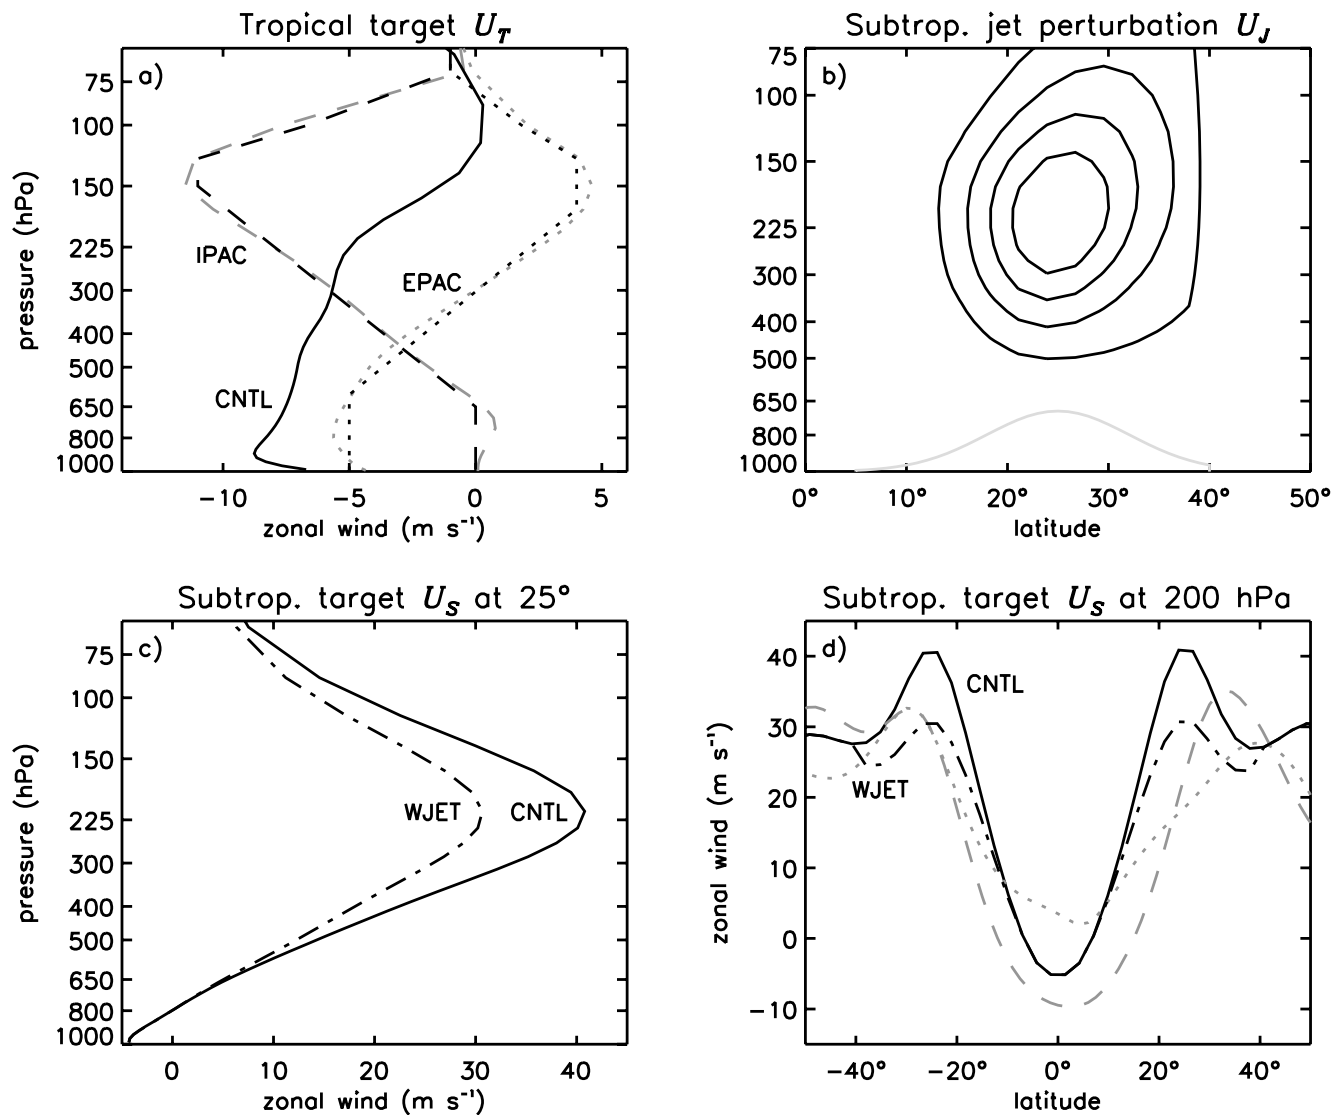 Tropical target U_T
a)
75
100
150
225
300
400
500
650
800
1000
pressure (hPa)
IPAC
EPAC
CNTL
−10 −5 0 5
zonal wind (m s⁻¹)
Subtrop. jet perturbation U_J
b)
75
100
150
225
300
400
500
650
800
1000
0° 10° 20° 30° 40° 50°
latitude
Subtrop. target U_S at 25°
c)
75
100
150
225
300
400
500
650
800
1000
pressure (hPa)
WJET CNTL
0 10 20 30 40
zonal wind (m s⁻¹)
Subtrop. target U_S at 200 hPa
d)
40
30
20
10
0
−10
zonal wind (m s⁻¹)
CNTL
WJET
−40° −20° 0° 20° 40°
latitude